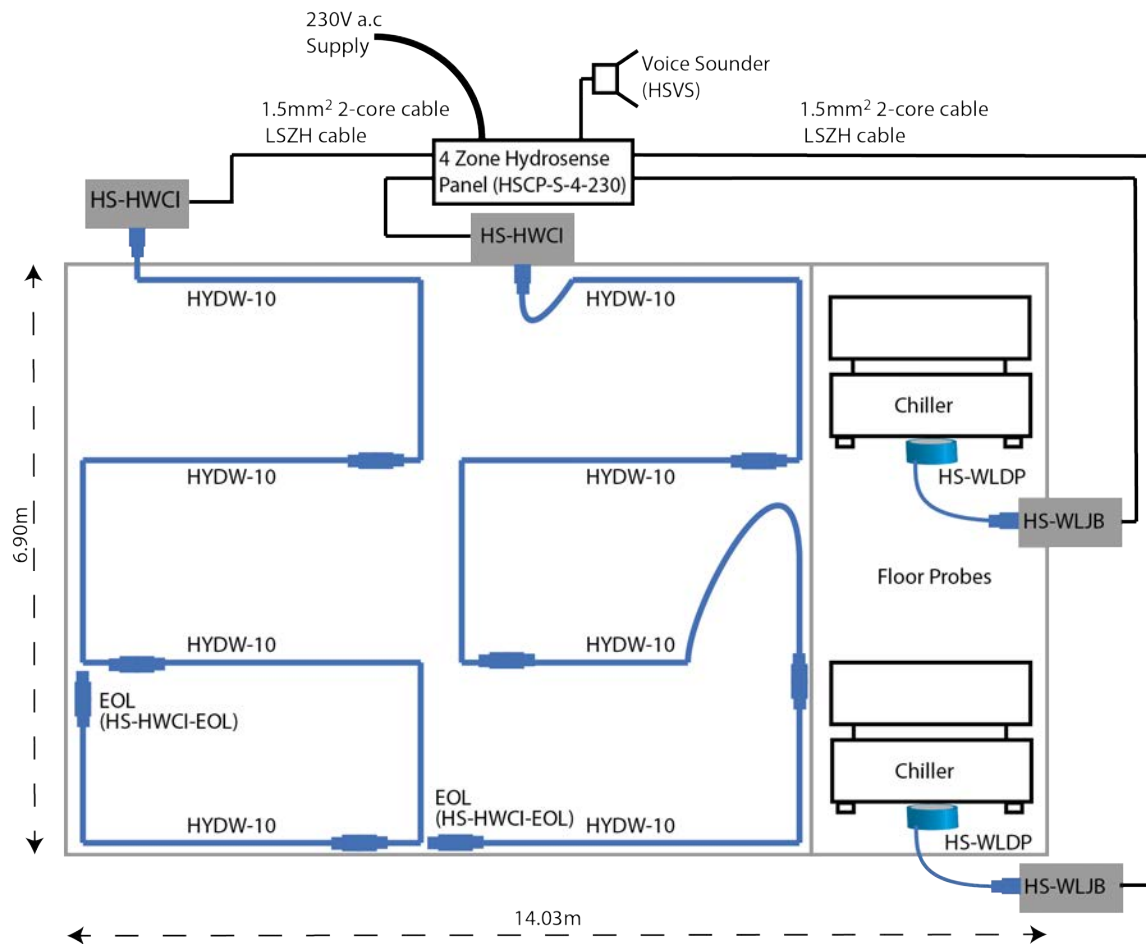 230V a.c
Supply
Voice Sounder
(HSVS)
1.5mm² 2-core cable
LSZH cable
1.5mm² 2-core cable
LSZH cable
4 Zone Hydrosense
Panel (HSCP-S-4-230)
HS-HWCI
HS-HWCI
HYDW-10
HYDW-10
Chiller
HYDW-10
HYDW-10
HS-WLDP
HS-WLJB
6.90m
Floor Probes
HYDW-10
HYDW-10
EOL
(HS-HWCI-EOL)
Chiller
EOL
(HS-HWCI-EOL)
HYDW-10
HYDW-10
HS-WLDP
HS-WLJB
14.03m